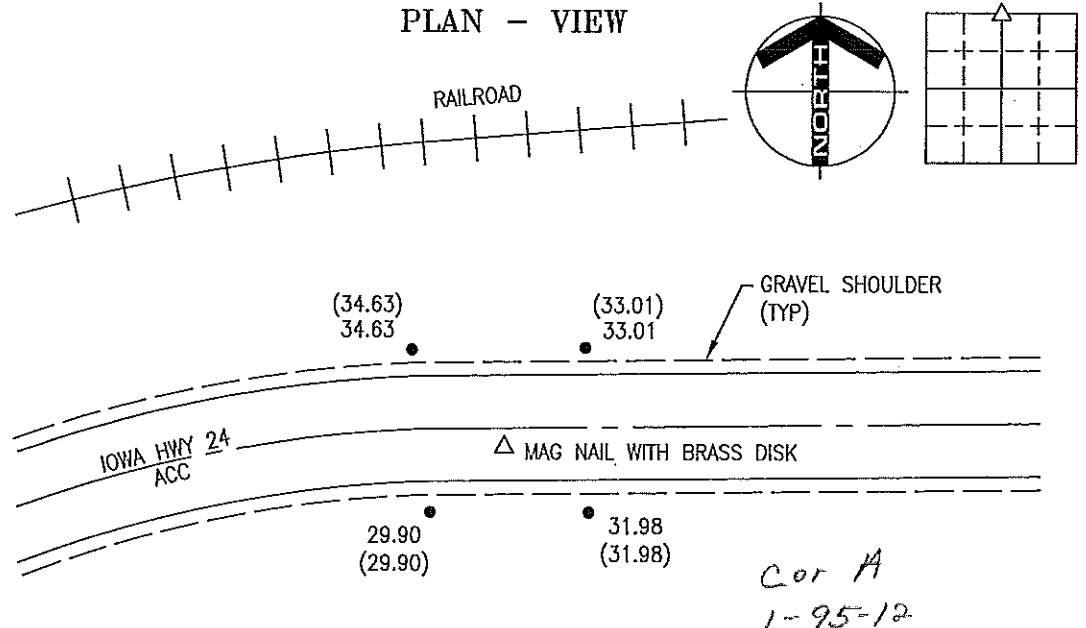 PLAN - VIEW
NORTH
RAILROAD
GRAVEL SHOULDER
(TYP)
(34.63)
34.63
(33.01)
33.01
IOWA HWY 24
ACC
MAG NAIL WITH BRASS DISK
29.90
(29.90)
31.98
(31.98)
Cor A
1-95-12